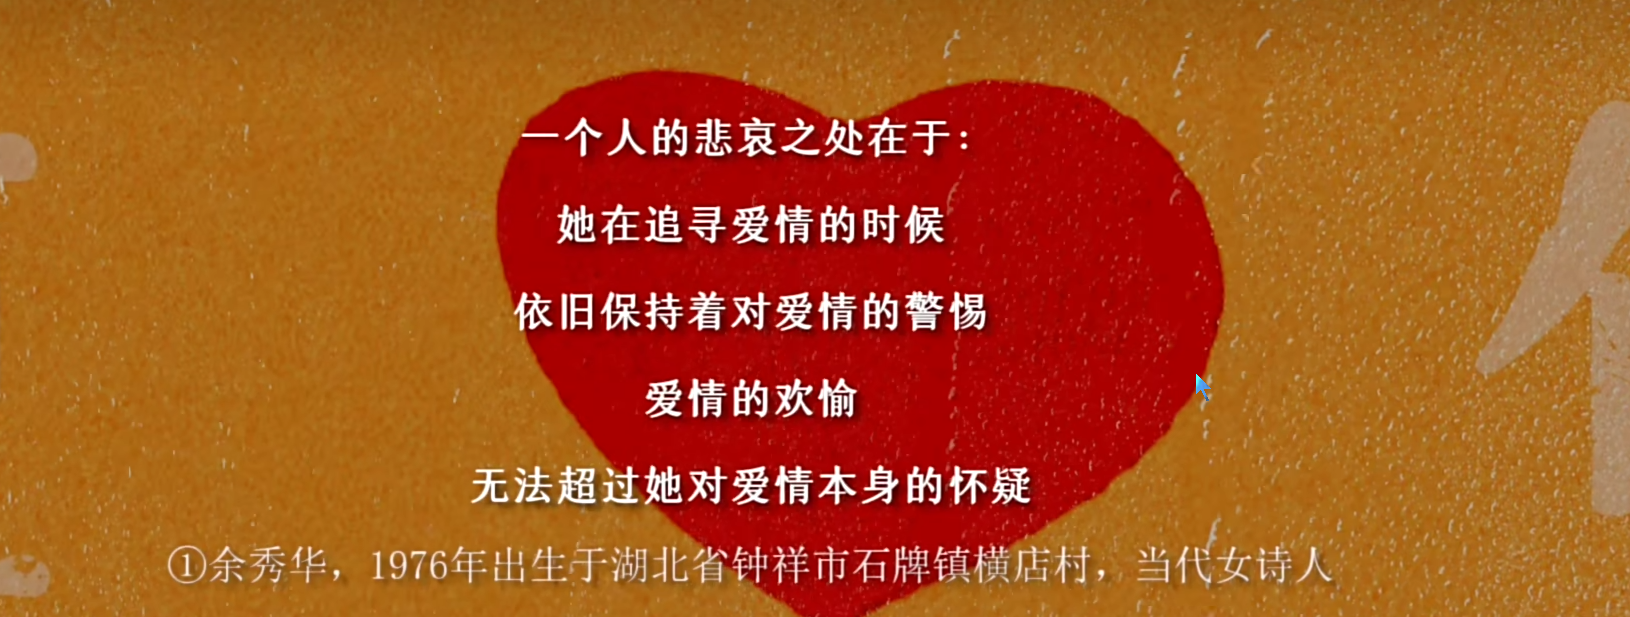 一个人的悲哀之处在于：
她在追寻爱情的时候
依旧保持着对爱情的警惕
爱情的欢愉
无法超过她对爱情本身的怀疑
①余秀华，1976年出生于湖北省钟祥市石牌镇横店村，当代女诗人